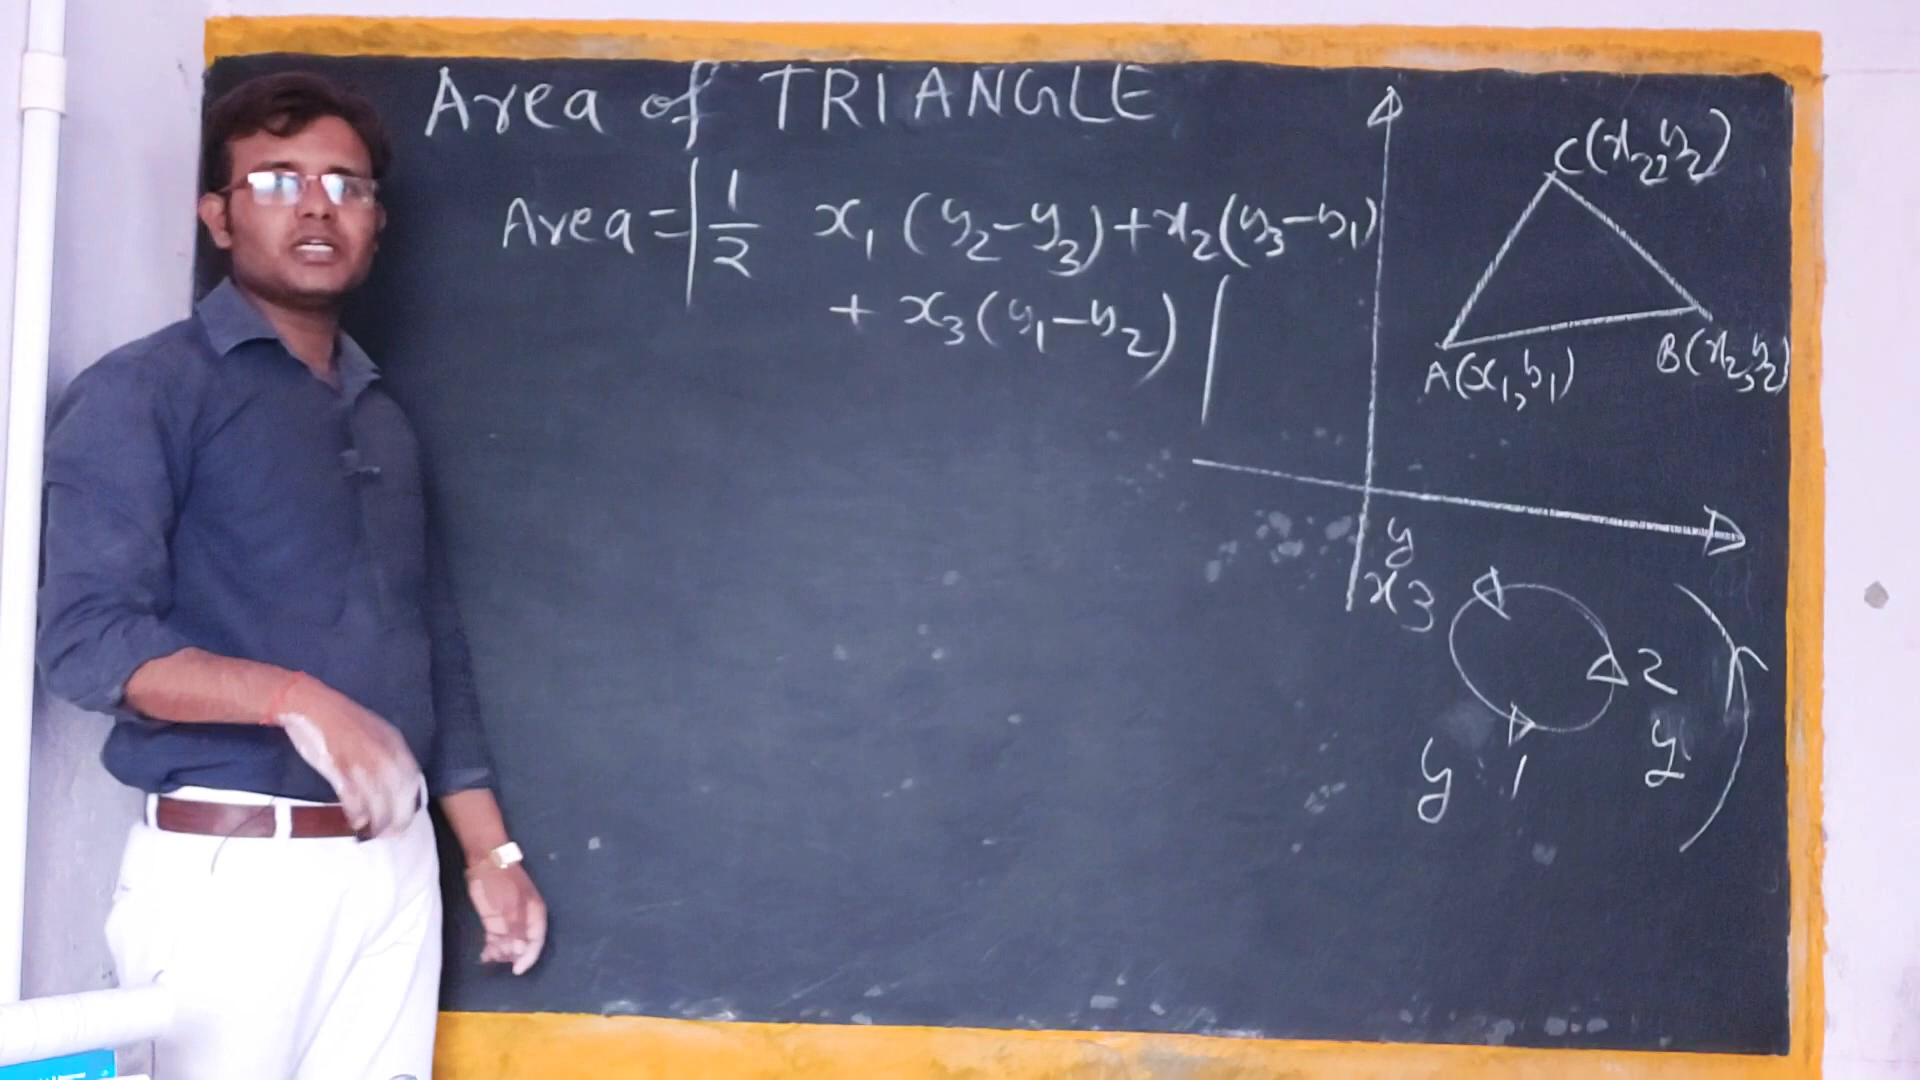 Area of TRIANGLE
Area = | 1/2 x₁ (y₂-y₃) + x₂(y₃-y₁)
+ x₃(y₁-y₂) |
C(x₂,y₂)
A(x₁,y₁)
B(x₂,y₂)
y
x 3
2
y 1
y